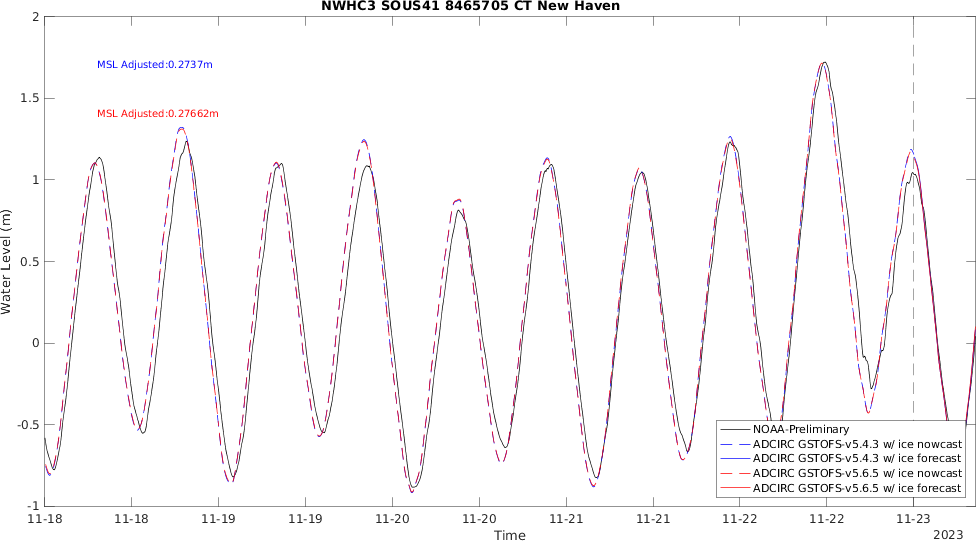 NWHC3 SOUS41 8465705 CT New Haven
2
1.5
1
0.5
0
-0.5
-1
Water Level (m)
MSL Adjusted:0.2737m
MSL Adjusted:0.27662m
NOAA-Preliminary
ADCIRC GSTOFS-v5.4.3 w/ ice nowcast
ADCIRC GSTOFS-v5.4.3 w/ ice forecast
ADCIRC GSTOFS-v5.6.5 w/ ice nowcast
ADCIRC GSTOFS-v5.6.5 w/ ice forecast
11-18 11-18 11-19 11-19 11-20 11-20 11-21 11-21 11-22 11-22 11-23
Time
2023